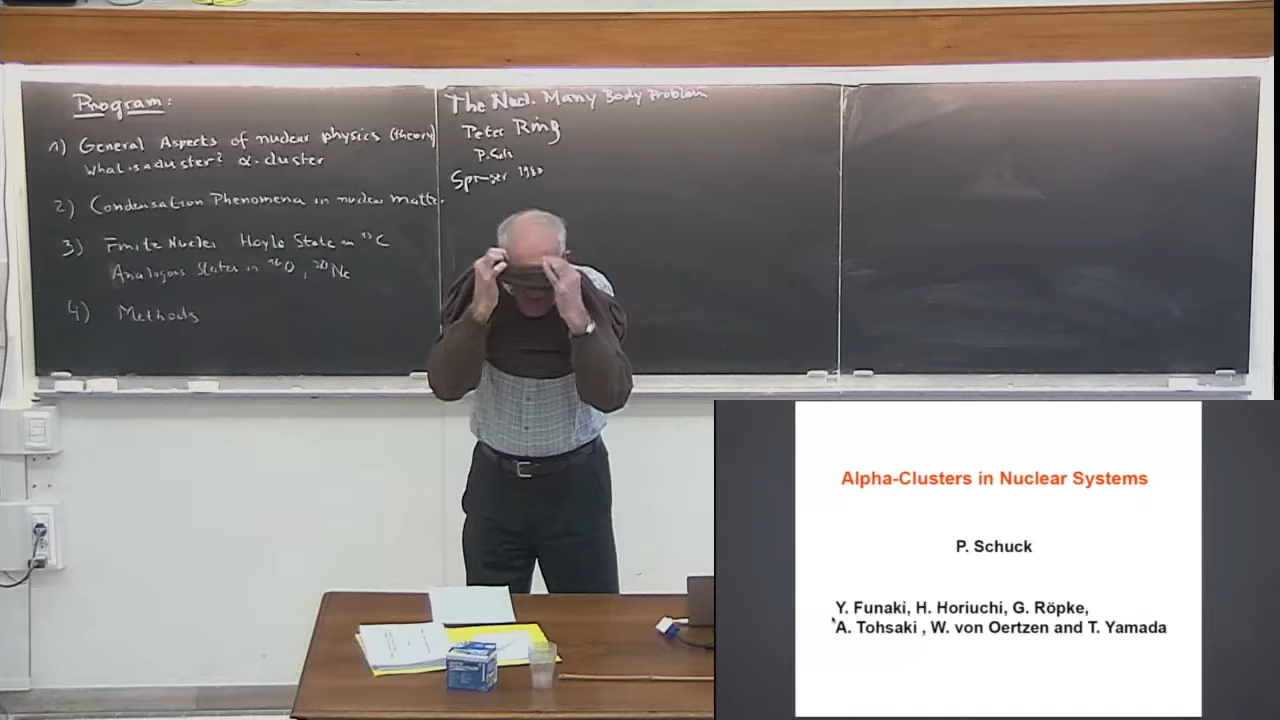 Program:
1) General Aspects of nuclear physics (theory)
What is a cluster? α-cluster
2) Condensation Phenomena in nuclear matter.
3) Finite Nuclei Hoyle State in ¹²C
Analogous States in ¹⁶O, ²⁰Ne
4) Methods
The Nucl. Many Body Problem
Peter Ring
P.
Springer 1980
Alpha-Clusters in Nuclear Systems
P. Schuck
Y. Funaki, H. Horiuchi, G. Röpke,
A. Tohsaki , W. von Oertzen and T. Yamada